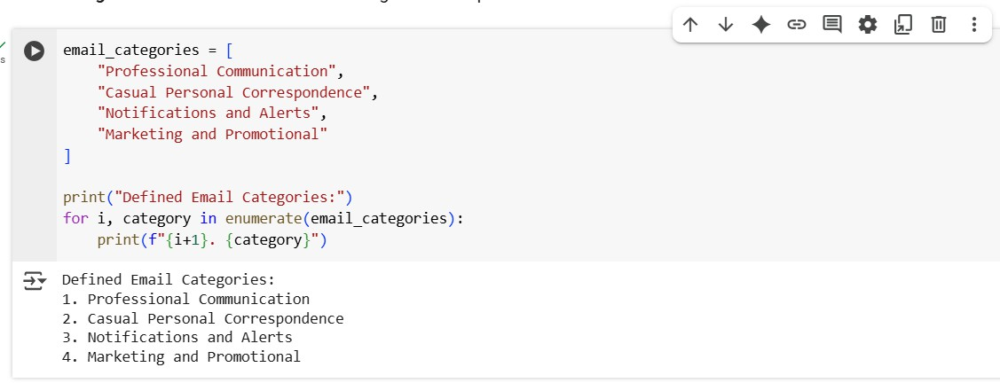 s
email_categories = [
    "Professional Communication",
    "Casual Personal Correspondence",
    "Notifications and Alerts",
    "Marketing and Promotional"
]

print("Defined Email Categories:")
for i, category in enumerate(email_categories):
    print(f"{i+1}. {category}")
Defined Email Categories:
1. Professional Communication
2. Casual Personal Correspondence
3. Notifications and Alerts
4. Marketing and Promotional